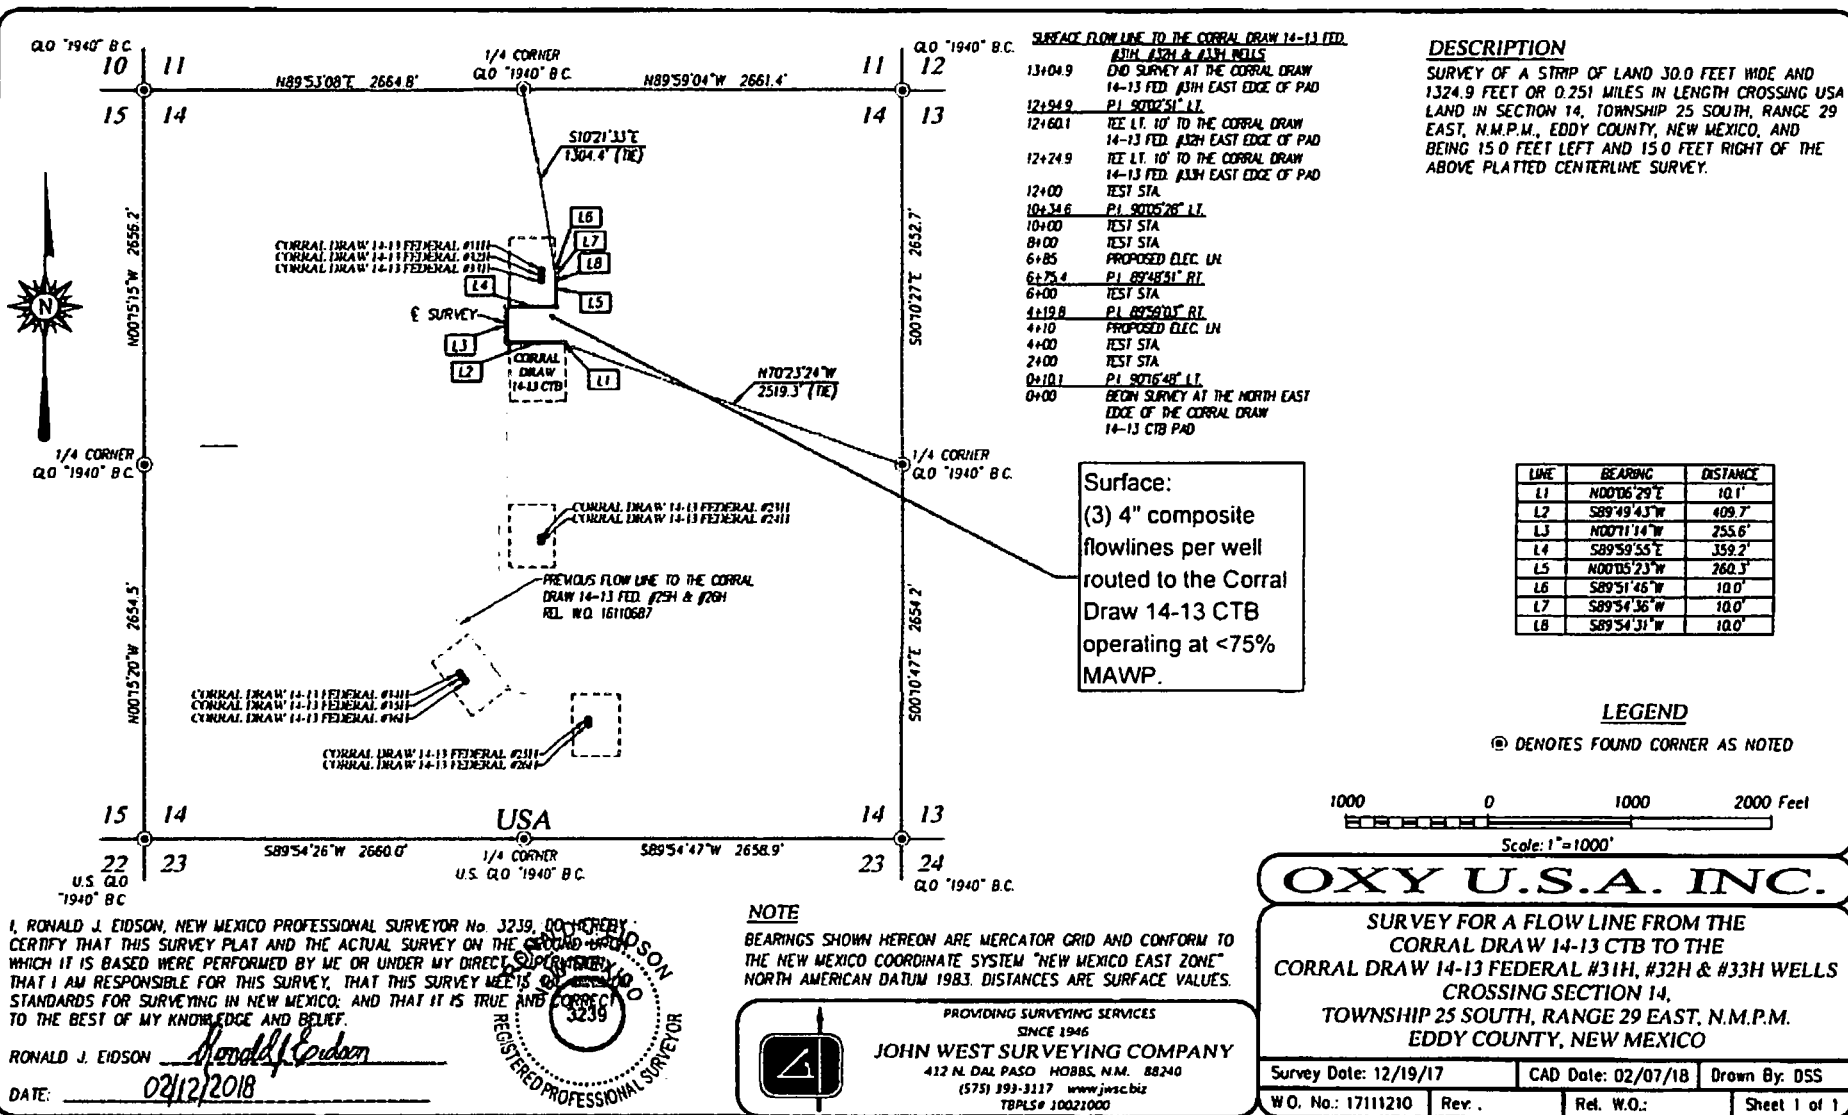 GLO "1940" B.C.
10 11
15 14
N89°53'08"E 2664.8'
1/4 CORNER
GLO "1940" B.C.
N89°59'04"W 2661.4'
GLO "1940" B.C.
11 12
14 13
S10°21'33"E
1304.4' (TIE)
N00°15'15"W 2656.2'
S00°10'27"E 2652.7'
L6
L7
L8
L4
L5
CORRAL DRAW 14-13 FEDERAL #31H
CORRAL DRAW 14-13 FEDERAL #32H
CORRAL DRAW 14-13 FEDERAL #33H
℄ SURVEY
L3
L2
L1
CORRAL
DRAW
14-13 CTB
N
N70°23'24"W
2519.3' (TIE)
1/4 CORNER
GLO "1940" B.C.
1/4 CORNER
GLO "1940" B.C.
CORRAL DRAW 14-13 FEDERAL #23H
CORRAL DRAW 14-13 FEDERAL #24H
PREVIOUS FLOW LINE TO THE CORRAL
DRAW 14-13 FED. #25H & #26H
REL. W.O. 16110687
N00°15'20"W 2654.5'
S00°10'47"E 2654.2'
CORRAL DRAW 14-13 FEDERAL #34H
CORRAL DRAW 14-13 FEDERAL #35H
CORRAL DRAW 14-13 FEDERAL #36H
CORRAL DRAW 14-13 FEDERAL #25H
CORRAL DRAW 14-13 FEDERAL #26H
15 14
22 23
U.S. GLO
"1940" BC
USA
S89°54'26"W 2660.0'
1/4 CORNER
U.S. GLO "1940" B.C.
S89°54'47"W 2658.9'
14 13
23 24
GLO "1940" B.C.
SURFACE FLOW LINE TO THE CORRAL DRAW 14-13 FED.
#31H, #32H & #33H WELLS
13+04.9 END SURVEY AT THE CORRAL DRAW
14-13 FED. #31H EAST EDGE OF PAD
12+94.9 P.I. 90°02'51" LT.
12+60.1 TEE LT. 10' TO THE CORRAL DRAW
14-13 FED. #32H EAST EDGE OF PAD
12+24.9 TEE LT. 10' TO THE CORRAL DRAW
14-13 FED. #33H EAST EDGE OF PAD
12+00 TEST STA.
10+34.6 P.I. 90°05'28" LT.
10+00 TEST STA.
8+00 TEST STA.
6+85 PROPOSED ELEC. LN.
6+75.4 P.I. 89°48'51" RT.
6+00 TEST STA.
4+19.8 P.I. 89°59'03" RT.
4+10 PROPOSED ELEC. LN.
4+00 TEST STA.
2+00 TEST STA.
0+10.1 P.I. 90°16'48" LT.
0+00 BEGIN SURVEY AT THE NORTH EAST
EDGE OF THE CORRAL DRAW
14-13 CTB PAD
Surface:
(3) 4" composite
flowlines per well
routed to the Corral
Draw 14-13 CTB
operating at <75%
MAWP.
DESCRIPTION
SURVEY OF A STRIP OF LAND 30.0 FEET WIDE AND
1324.9 FEET OR 0.251 MILES IN LENGTH CROSSING USA
LAND IN SECTION 14, TOWNSHIP 25 SOUTH, RANGE 29
EAST, N.M.P.M., EDDY COUNTY, NEW MEXICO, AND
BEING 15.0 FEET LEFT AND 15.0 FEET RIGHT OF THE
ABOVE PLATTED CENTERLINE SURVEY.
LINE BEARING DISTANCE
L1 N00°06'29"E 10.1'
L2 S89°49'43"W 409.7'
L3 N00°11'14"W 255.6'
L4 S89°59'55"E 359.2'
L5 N00°05'23"W 260.3'
L6 S89°51'46"W 10.0'
L7 S89°54'36"W 10.0'
L8 S89°54'31"W 10.0'
LEGEND
DENOTES FOUND CORNER AS NOTED
1000 0 1000 2000 Feet
Scale: 1"=1000'
I, RONALD J. EIDSON, NEW MEXICO PROFESSIONAL SURVEYOR No. 3239, DO HEREBY
CERTIFY THAT THIS SURVEY PLAT AND THE ACTUAL SURVEY ON THE GROUND UPON
WHICH IT IS BASED WERE PERFORMED BY ME OR UNDER MY DIRECT SUPERVISION;
THAT I AM RESPONSIBLE FOR THIS SURVEY, THAT THIS SURVEY MEETS
STANDARDS FOR SURVEYING IN NEW MEXICO; AND THAT IT IS TRUE AND CORRECT
TO THE BEST OF MY KNOWLEDGE AND BELIEF.
RONALD J. EIDSON Ronald J. Eidson
DATE: 02/12/2018
RONALD J. EIDSON
NEW MEXICO
3239
REGISTERED PROFESSIONAL SURVEYOR
NOTE
BEARINGS SHOWN HEREON ARE MERCATOR GRID AND CONFORM TO
THE NEW MEXICO COORDINATE SYSTEM "NEW MEXICO EAST ZONE"
NORTH AMERICAN DATUM 1983. DISTANCES ARE SURFACE VALUES.
PROVIDING SURVEYING SERVICES
SINCE 1946
JOHN WEST SURVEYING COMPANY
412 N. DAL PASO HOBBS, N.M. 88240
(575) 393-3117 www.jwsc.biz
TBPLS# 10021000
OXY U.S.A. INC.
SURVEY FOR A FLOW LINE FROM THE
CORRAL DRAW 14-13 CTB TO THE
CORRAL DRAW 14-13 FEDERAL #31H, #32H & #33H WELLS
CROSSING SECTION 14,
TOWNSHIP 25 SOUTH, RANGE 29 EAST, N.M.P.M.
EDDY COUNTY, NEW MEXICO
Survey Date: 12/19/17 CAD Date: 02/07/18 Drawn By: DSS
W.O. No.: 17111210 Rev: . Rel. W.O.: Sheet 1 of 1